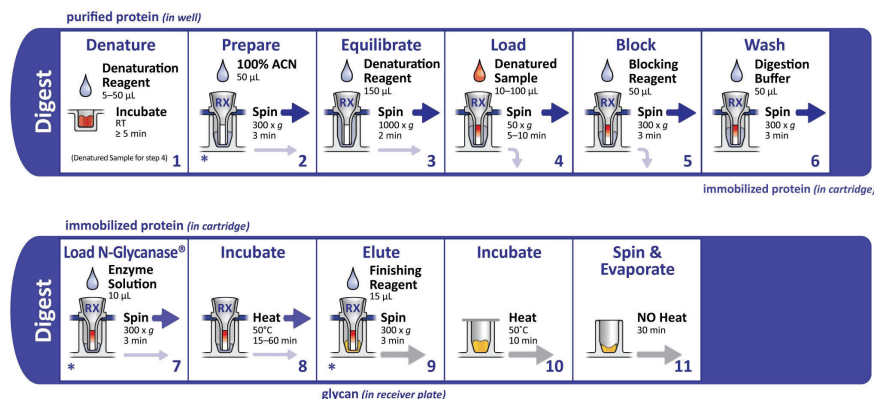 purified protein (in well)
Digest
Denature
Denaturation
Reagent
5–50 µL
Incubate
RT
≥ 5 min
(Denatured Sample for step 4)
1
Prepare
100% ACN
50 µL
RX
Spin
300 x g
3 min
*
2
Equilibrate
Denaturation
Reagent
150 µL
RX
Spin
1000 x g
2 min
3
Load
Denatured
Sample
10–100 µL
RX
Spin
50 x g
5–10 min
4
Block
Blocking
Reagent
50 µL
RX
Spin
300 x g
3 min
5
Wash
Digestion
Buffer
50 µL
RX
Spin
300 x g
3 min
6
immobilized protein (in cartridge)
immobilized protein (in cartridge)
Digest
Load N-Glycanase®
Enzyme
Solution
10 µL
RX
Spin
300 x g
3 min
*
7
Incubate
RX
Heat
50˚C
15–60 min
8
Elute
Finishing
Reagent
15 µL
RX
Spin
300 x g
3 min
*
9
Incubate
Heat
50˚C
10 min
10
Spin &
Evaporate
NO Heat
30 min
11
glycan (in receiver plate)